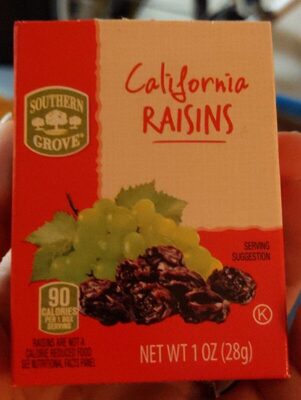 SOUTHERN
GROVE
California
RAISINS
SERVING
SUGGESTION
90
CALORIES
PER 1 BOX
SERVING
RAISINS ARE NOT A
CALORIE REDUCED FOOD
SEE NUTRITIONAL FACTS PANEL
K
NET WT 1 OZ (28g)